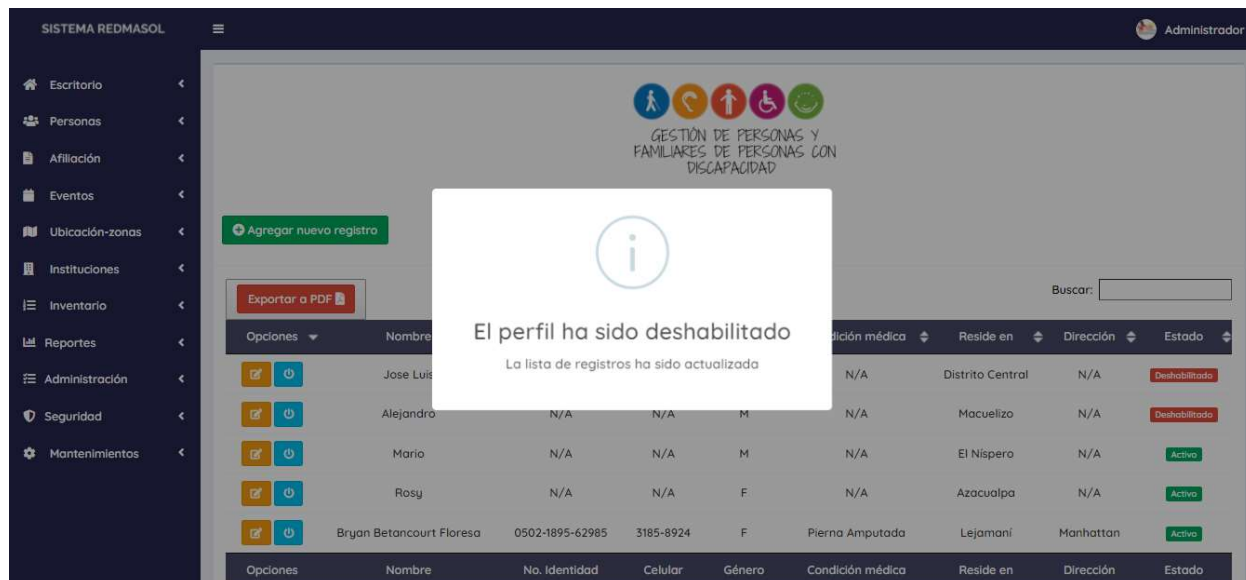 SISTEMA REDMASOL
Administrador
Escritorio
Personas
Afiliación
Eventos
Ubicación-zonas
Instituciones
Inventario
Reportes
Administración
Seguridad
Mantenimientos
GESTIÓN DE PERSONAS Y
FAMILIARES DE PERSONAS CON
DISCAPACIDAD
Agregar nuevo registro
Exportar a PDF
Buscar:
El perfil ha sido deshabilitado
La lista de registros ha sido actualizada
Opciones Nombre dición médica Reside en Dirección Estado
Jose Luis N/A Distrito Central N/A Deshabilitado
Alejandro N/A N/A M N/A Macuelizo N/A Deshabilitado
Mario N/A N/A M N/A El Níspero N/A Activo
Rosy N/A N/A F N/A Azacualpa N/A Activo
Bryan Betancourt Floresa 0502-1895-62985 3185-8924 F Pierna Amputada Lejamaní Manhattan Activo
Opciones Nombre No. Identidad Celular Género Condición médica Reside en Dirección Estado